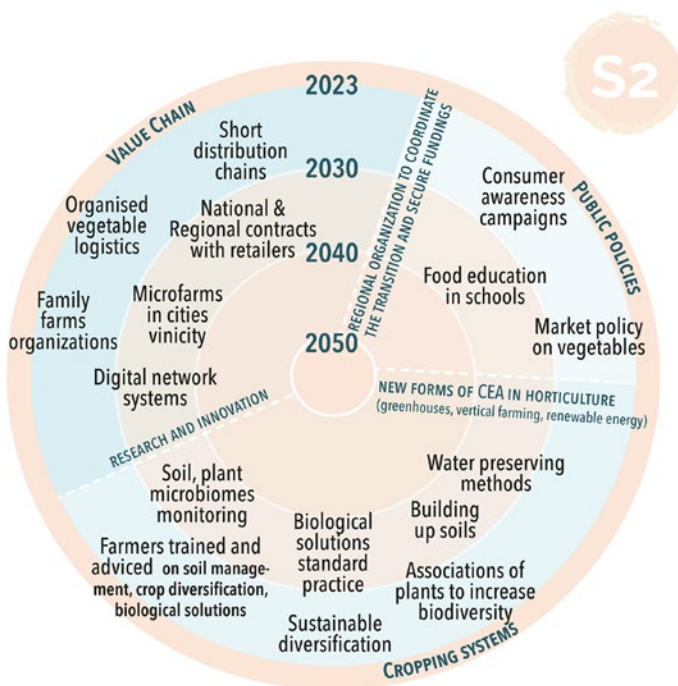 S2
2023
2030
2040
2050
VALUE CHAIN
Short
distribution
chains
Organised
vegetable
logistics
National &
Regional contracts
with retailers
Family
farms
organizations
Microfarms
in cities
vinicity
Digital network
systems
RESEARCH AND INNOVATION
REGIONAL ORGANIZATION TO COORDINATE
THE TRANSITION AND SECURE FUNDINGS
PUBLIC POLICIES
Consumer
awareness
campaigns
Food education
in schools
Market policy
on vegetables
NEW FORMS OF CEA IN HORTICULTURE
(greenhouses, vertical farming, renewable energy)
Water preserving
methods
Building
up soils
Soil, plant
microbiomes
monitoring
Biological
solutions
standard
practice
Farmers trained and
adviced on soil manage-
ment, crop diversification,
biological solutions
Associations of
plants to increase
biodiversity
Sustainable
diversification
CROPPING SYSTEMS